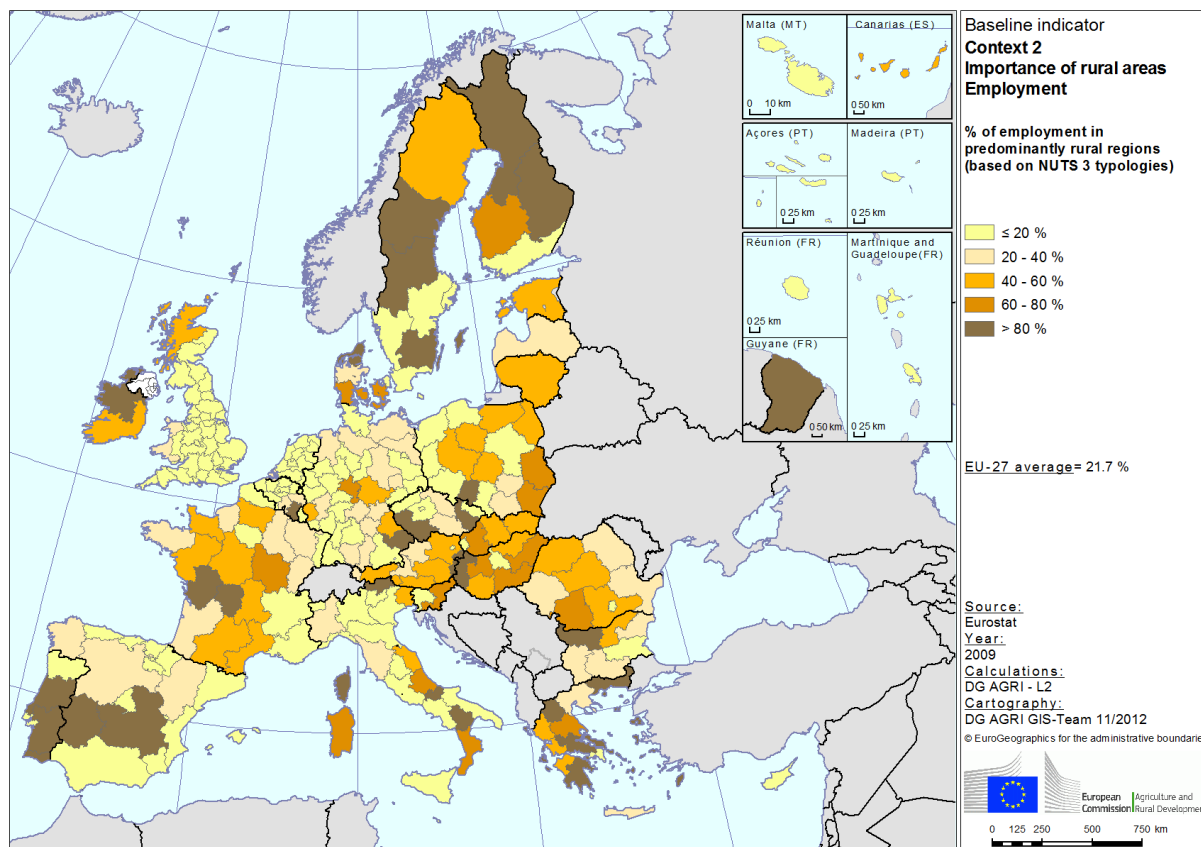 Malta (MT)
0 10 km
Canarias (ES)
0 50 km
Açores (PT)
0 25 km
Madeira (PT)
0 25 km
Réunion (FR)
0 25 km
Martinique and
Guadeloupe(FR)
0 25 km
Guyane (FR)
0 50 km
Baseline indicator
Context 2
Importance of rural areas
Employment
% of employment in
predominantly rural regions
(based on NUTS 3 typologies)
≤ 20 %
20 - 40 %
40 - 60 %
60 - 80 %
> 80 %
EU-27 average= 21.7 %
Source:
Eurostat
Year:
2009
Calculations:
DG AGRI - L2
Cartography:
DG AGRI GIS-Team 11/2012
© EuroGeographics for the administrative boundarie
European
Commission
Agriculture and
Rural Developmen
0 125 250 500 750
km